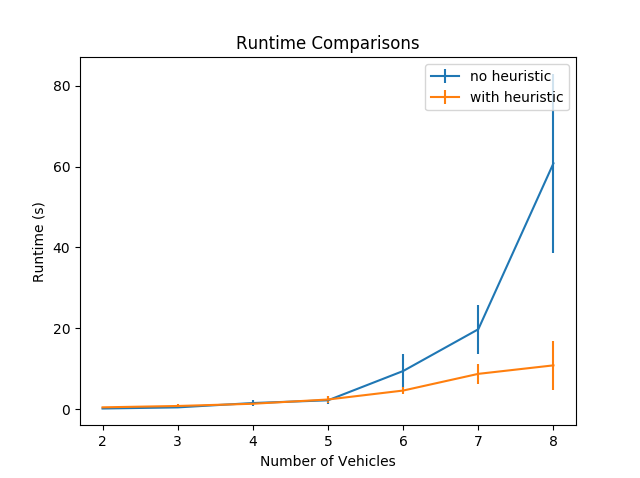 Runtime Comparisons
no heuristic
with heuristic
80
60
40
20
0
Runtime (s)
2 3 4 5 6 7 8
Number of Vehicles